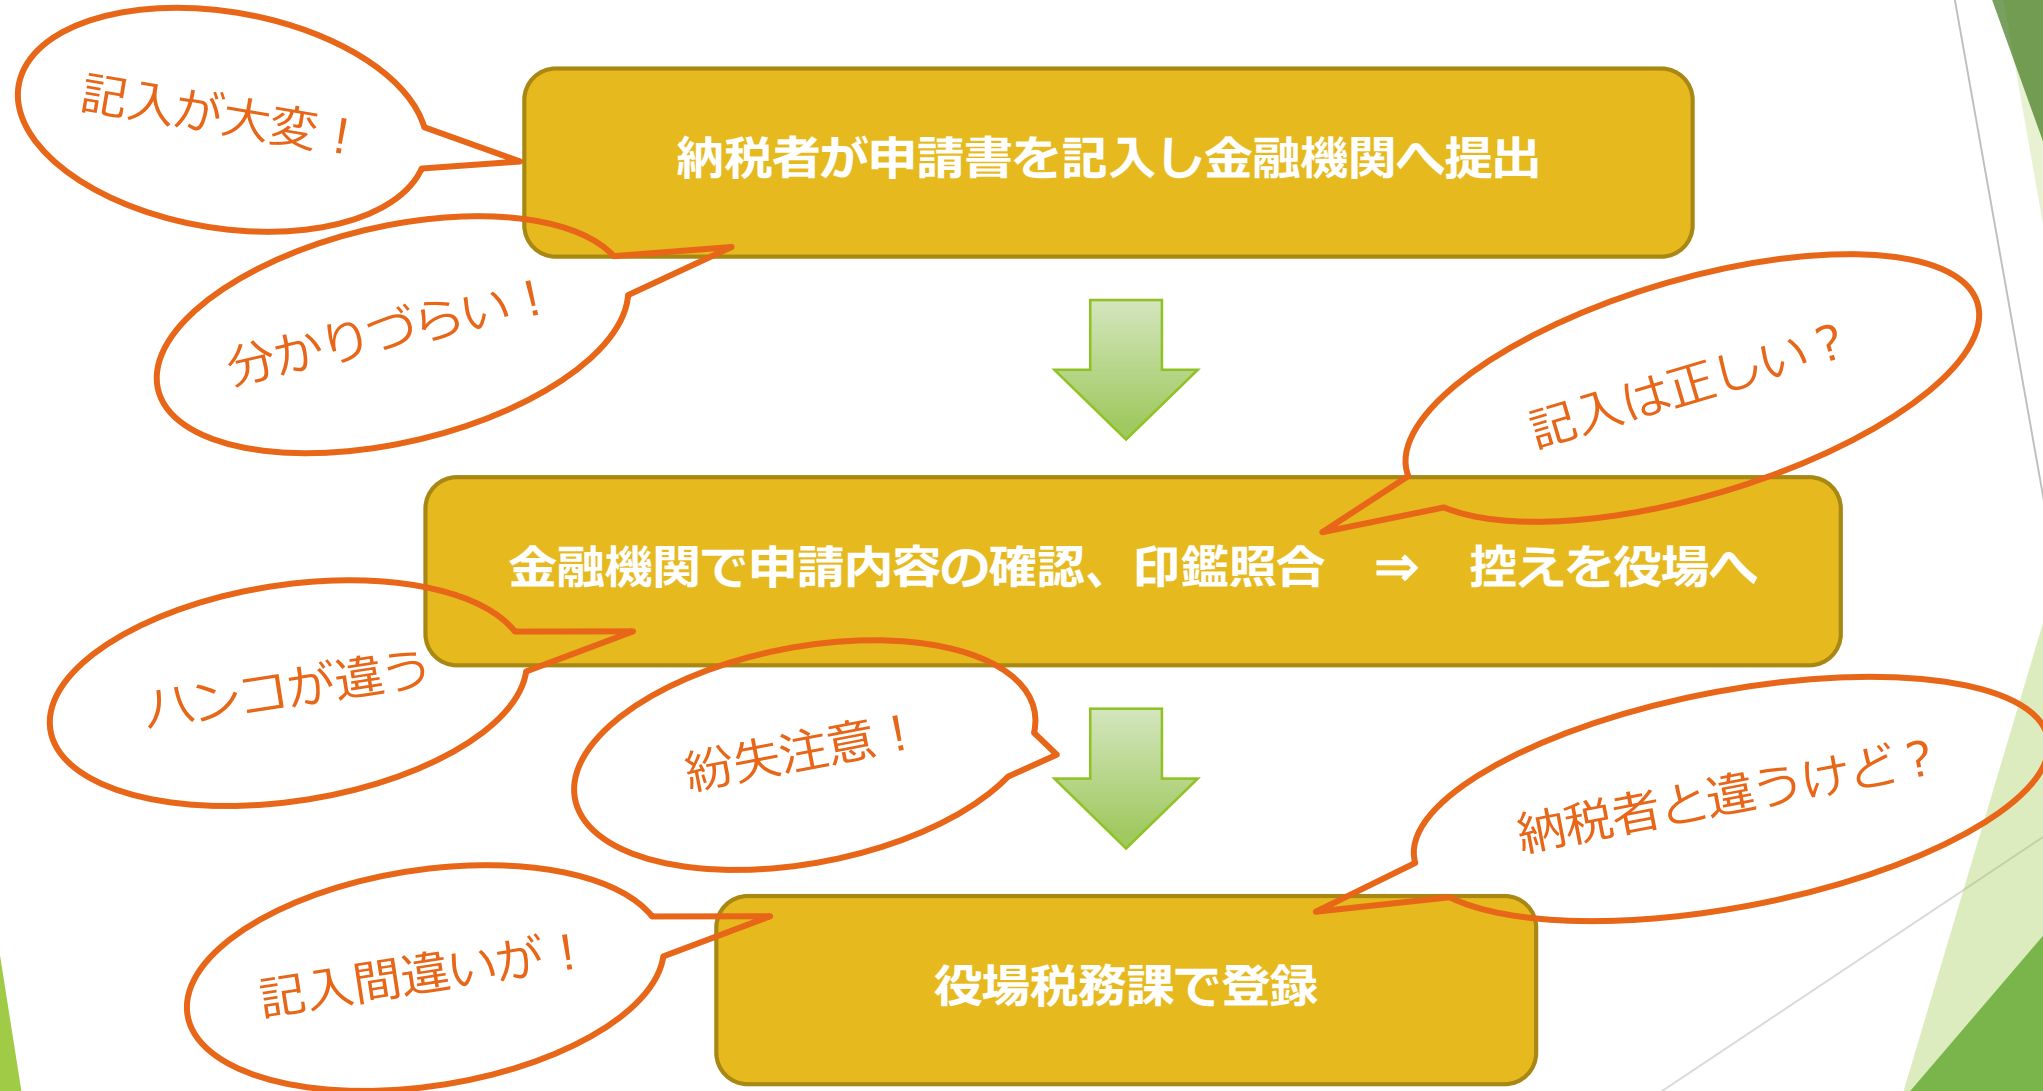 記入が大変！
納税者が申請書を記入し金融機関へ提出
分かりづらい！
記入は正しい？
金融機関で申請内容の確認、印鑑照合　⇒　控えを役場へ
ハンコが違う
紛失注意！
納税者と違うけど？
記入間違いが！
役場税務課で登録